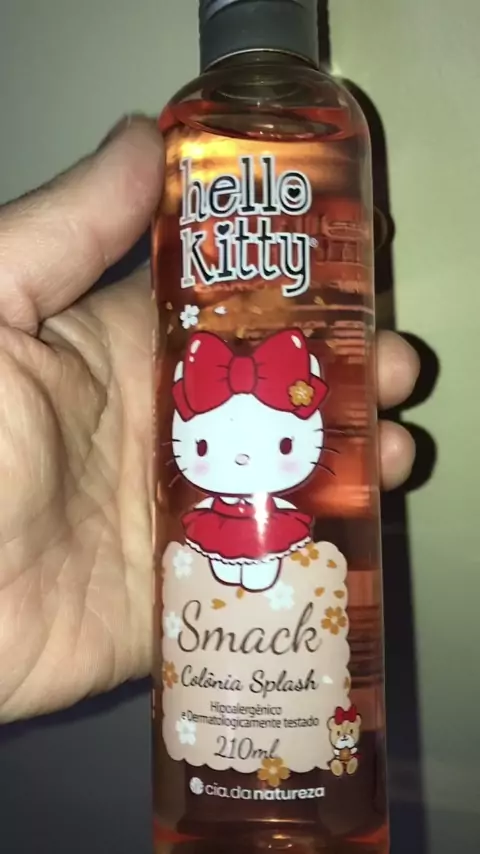 hello
kitty
Smack
Colônia Splash
Hipoalergênico
e Dermatologicamente testado
210ml
cia.da natureza